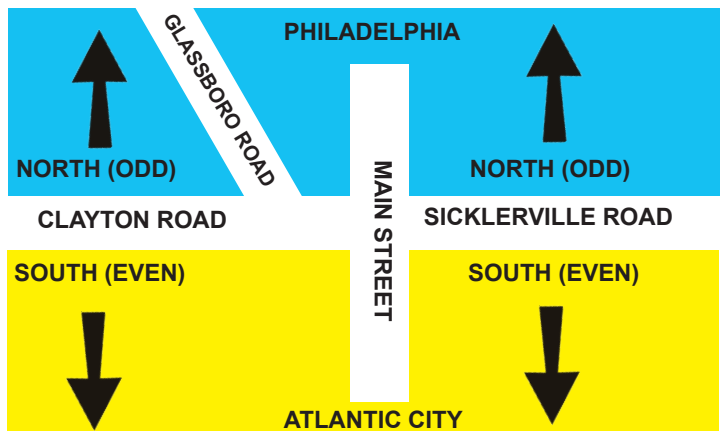 PHILADELPHIA
GLASSBORO ROAD
NORTH (ODD)
NORTH (ODD)
MAIN STREET
CLAYTON ROAD
SICKLERVILLE ROAD
SOUTH (EVEN)
SOUTH (EVEN)
ATLANTIC CITY